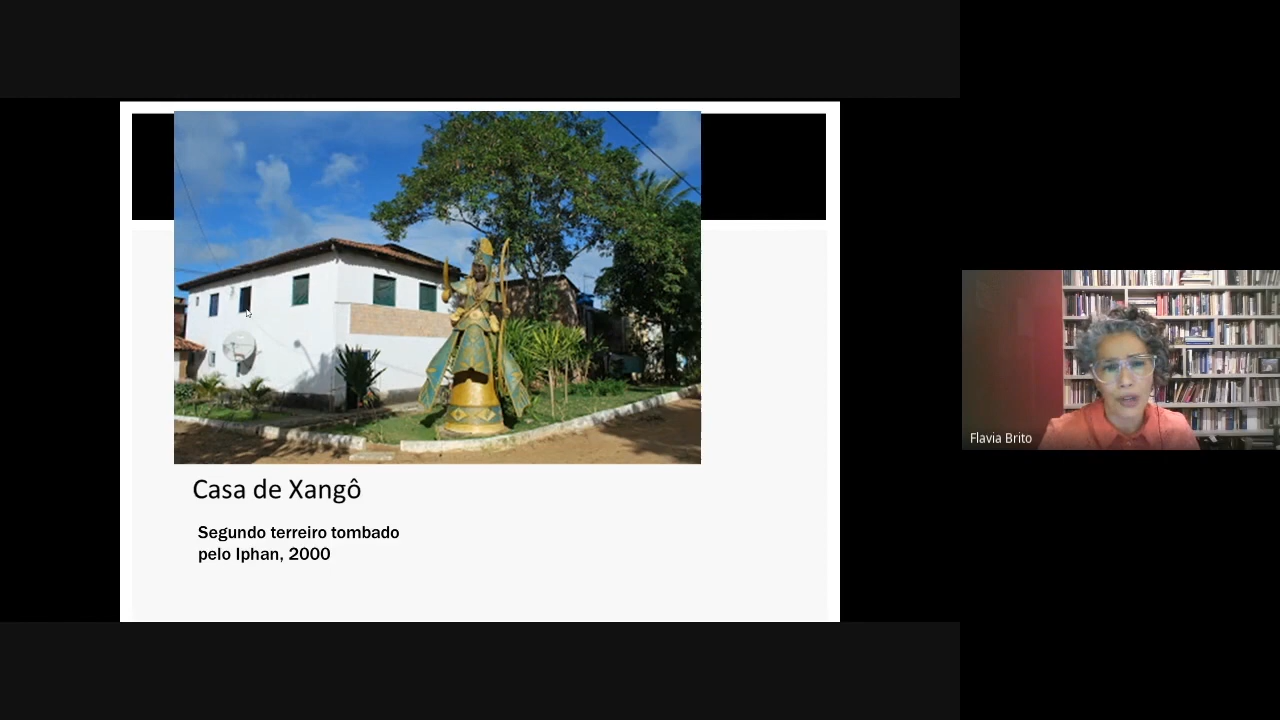 Casa de Xangô
Segundo terreiro tombado
pelo Iphan, 2000
Flavia Brito